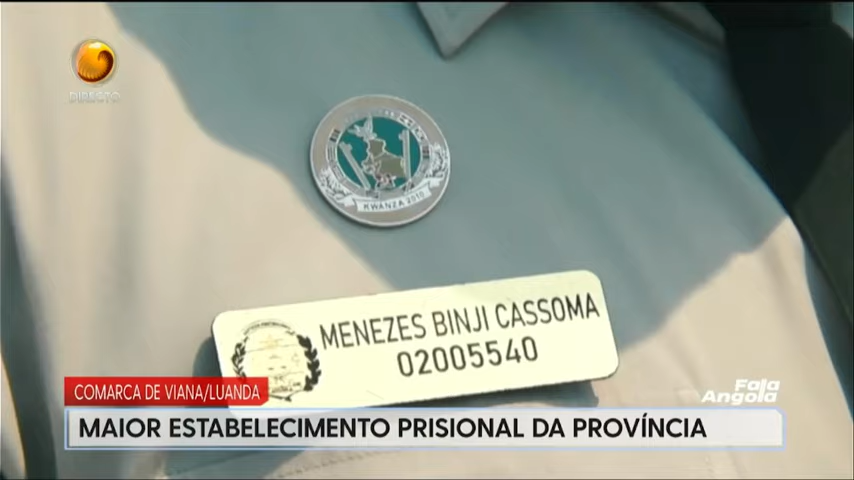 DIRECTO
KWANZA 2010
MENEZES BINJI CASSOMA
02005540
COMARCA DE VIANA/LUANDA
Fala
Angola
MAIOR ESTABELECIMENTO PRISIONAL DA PROVÍNCIA